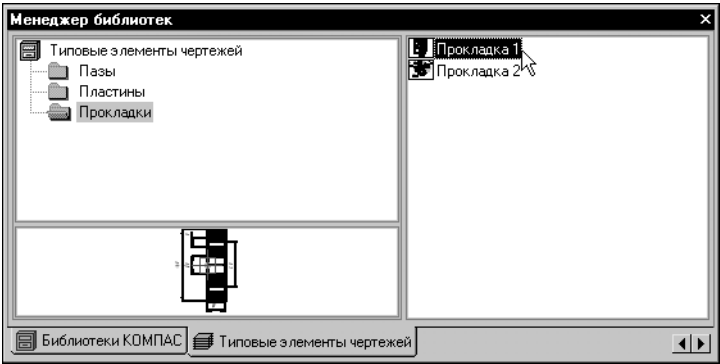 Менеджер библиотек
Типовые элементы чертежей
Пазы
Пластины
Прокладки
Прокладка 1
Прокладка 2
Библиотеки КОМПАС
Типовые элементы чертежей